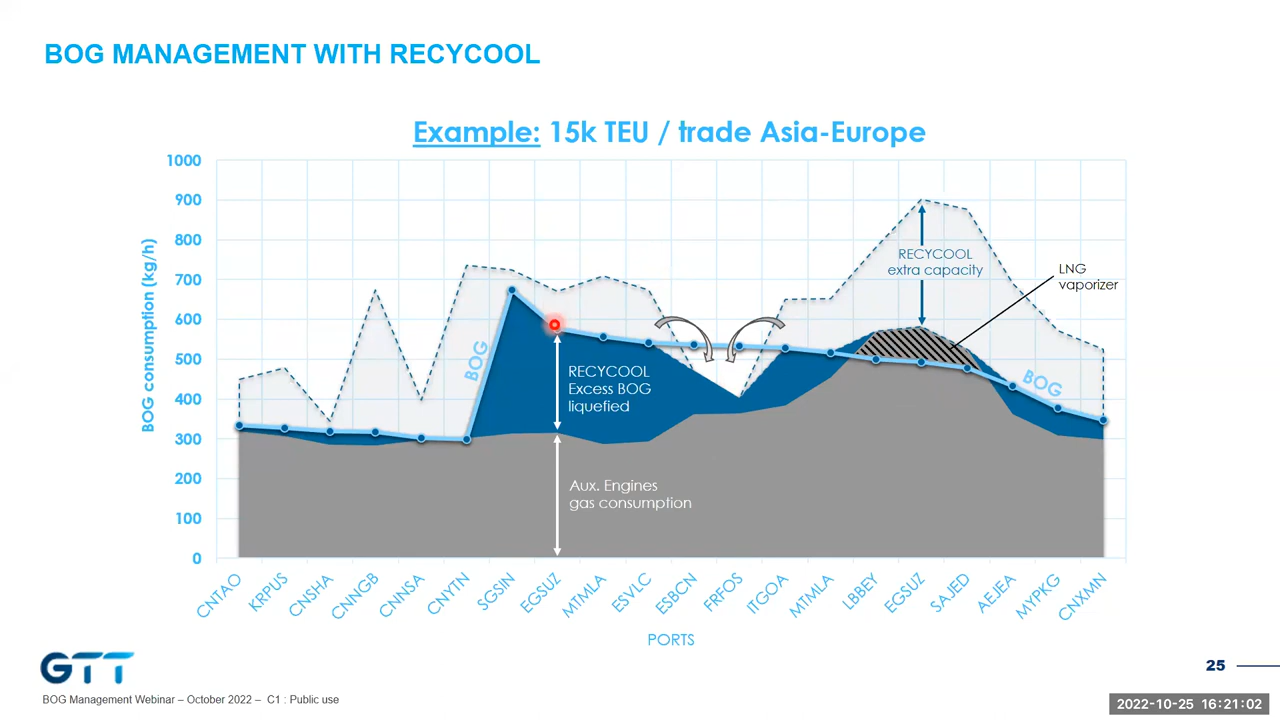 BOG MANAGEMENT WITH RECYCOOL
Example: 15k TEU / trade Asia-Europe
BOG consumption (kg/h)
1000
900
800
700
600
500
400
300
200
100
0
RECYCOOL
extra capacity
LNG
vaporizer
BOG
RECYCOOL
Excess BOG
liquefied
BOG
Aux. Engines
gas consumption
CNTAO
KRPUS
CNSHA
CNNGB
CNNSA
CNYTN
SGSIN
EGSUZ
MTMLA
ESVLC
ESBCN
FRFOS
ITGOA
MTMLA
LBBEY
EGSUZ
SAJED
AEJEA
MYPKG
CNXMN
PORTS
GTT
25
BOG Management Webinar – October 2022 – C1 : Public use
2022-10-25 16:21:02